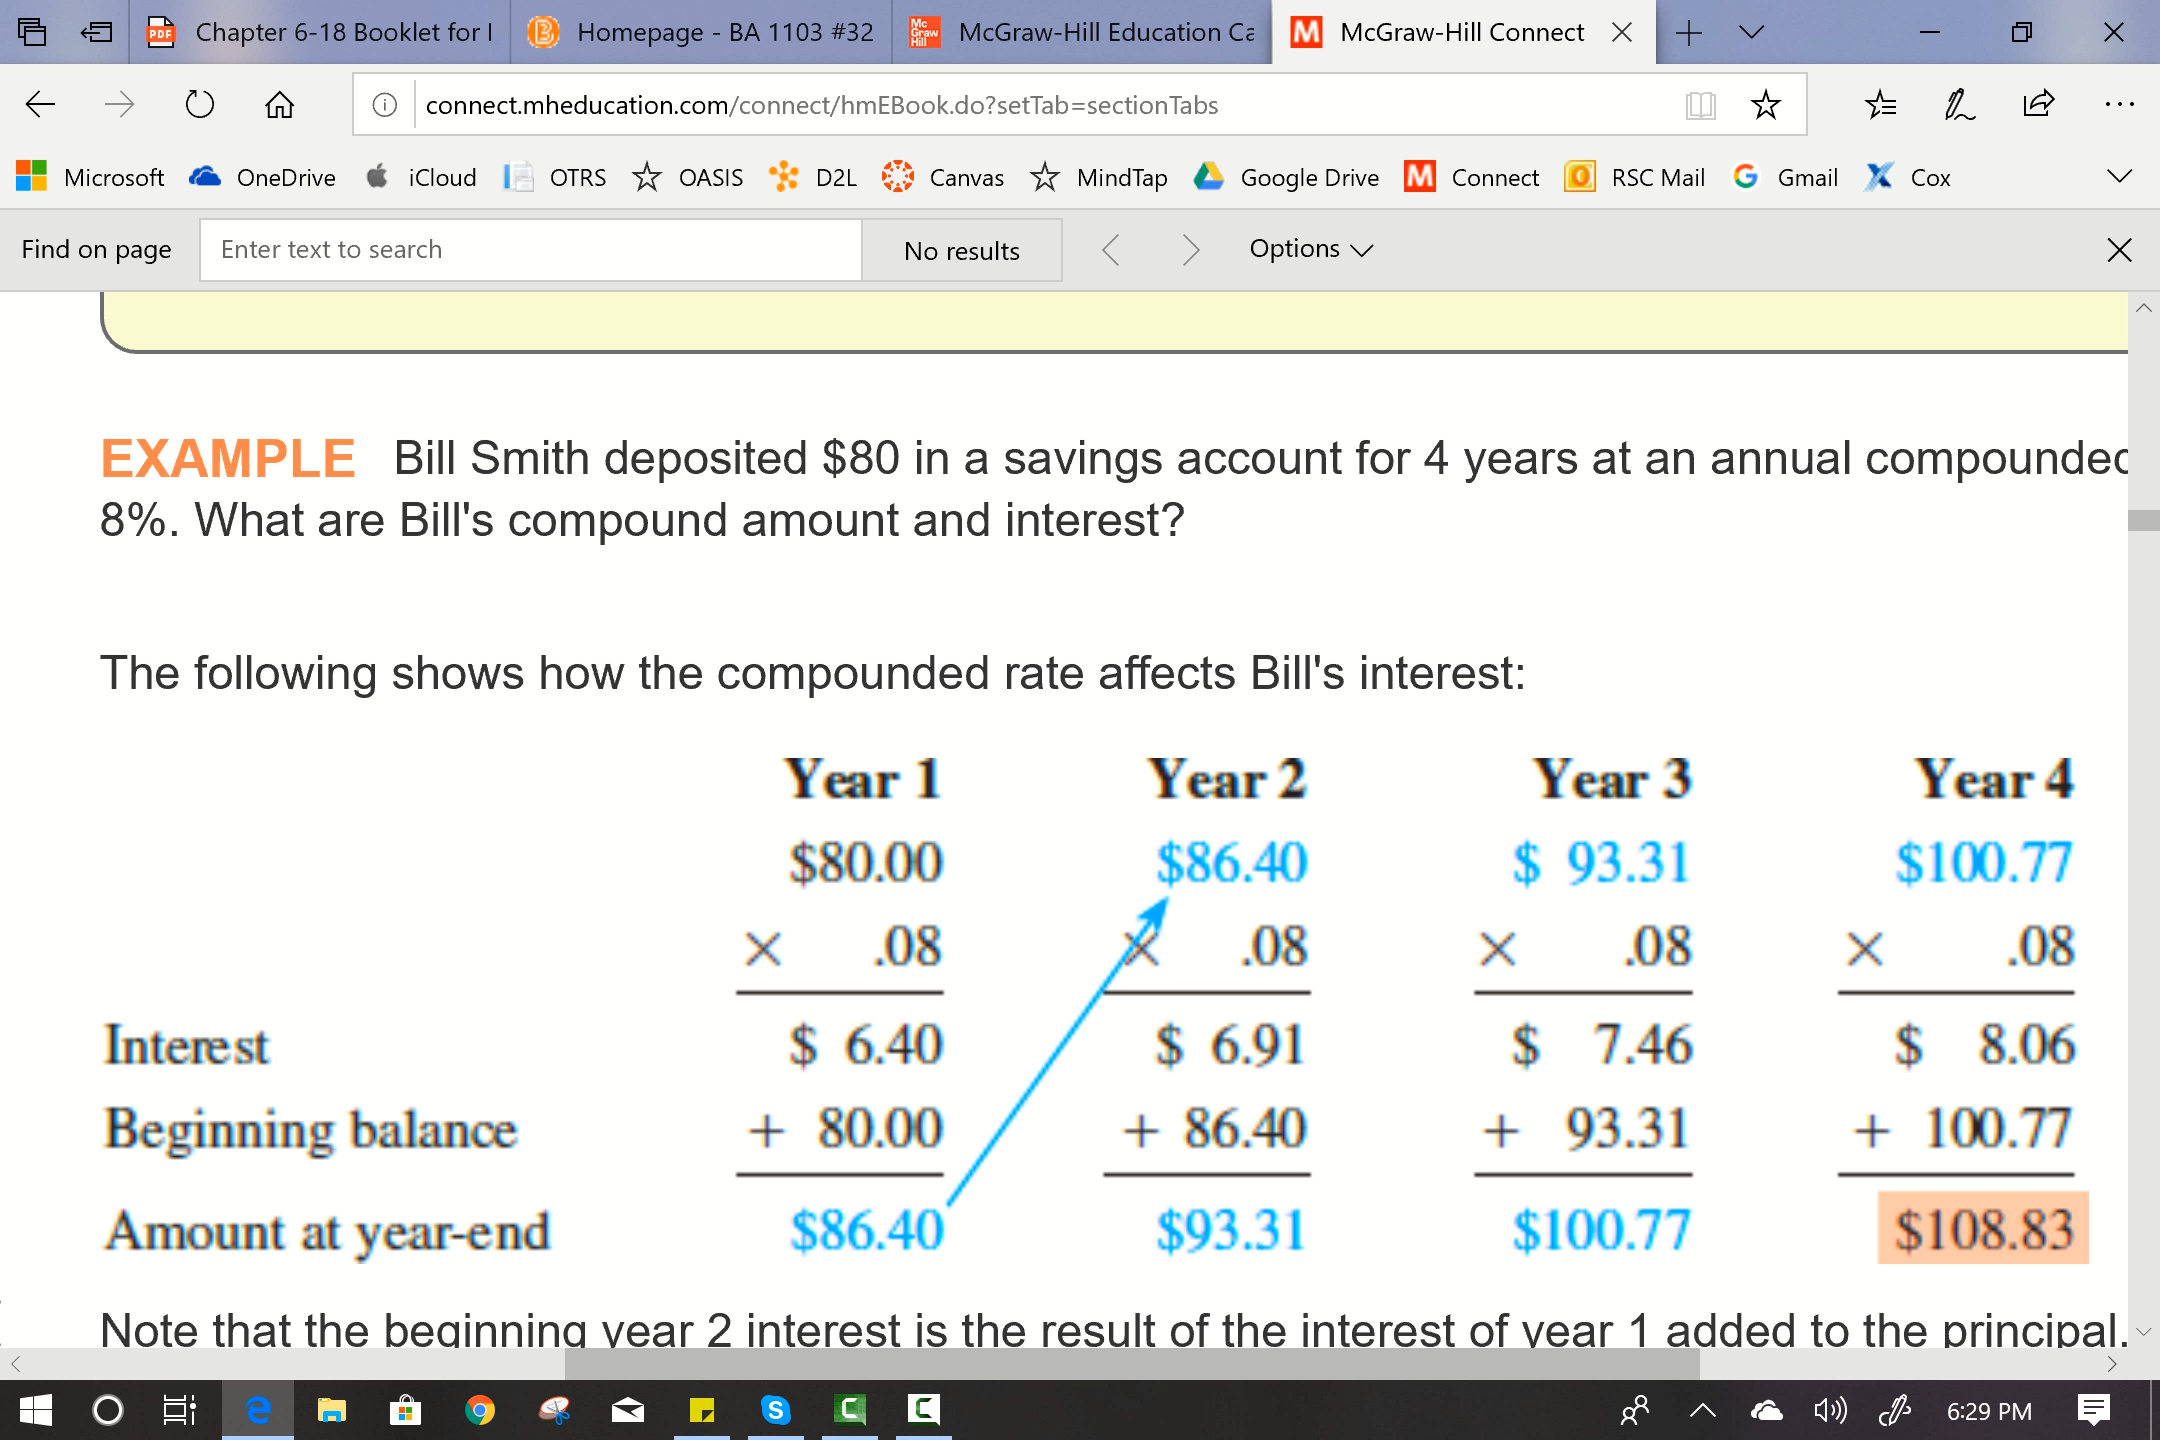 Chapter 6-18 Booklet for I
Homepage - BA 1103 #32
Mc Graw Hill
McGraw-Hill Education Ca
McGraw-Hill Connect
connect.mheducation.com/connect/hmEBook.do?setTab=sectionTabs
Microsoft OneDrive iCloud OTRS OASIS D2L Canvas MindTap Google Drive Connect RSC Mail Gmail Cox
Find on page Enter text to search No results Options
EXAMPLE Bill Smith deposited $80 in a savings account for 4 years at an annual compounded
8%. What are Bill's compound amount and interest?
The following shows how the compounded rate affects Bill's interest:
Year 1 Year 2 Year 3 Year 4
$80.00 $86.40 $ 93.31 $100.77
× .08 × .08 × .08 × .08
Interest $ 6.40 $ 6.91 $ 7.46 $ 8.06
Beginning balance + 80.00 + 86.40 + 93.31 + 100.77
Amount at year-end $86.40 $93.31 $100.77 $108.83
Note that the beginning year 2 interest is the result of the interest of year 1 added to the principal.
6:29 PM